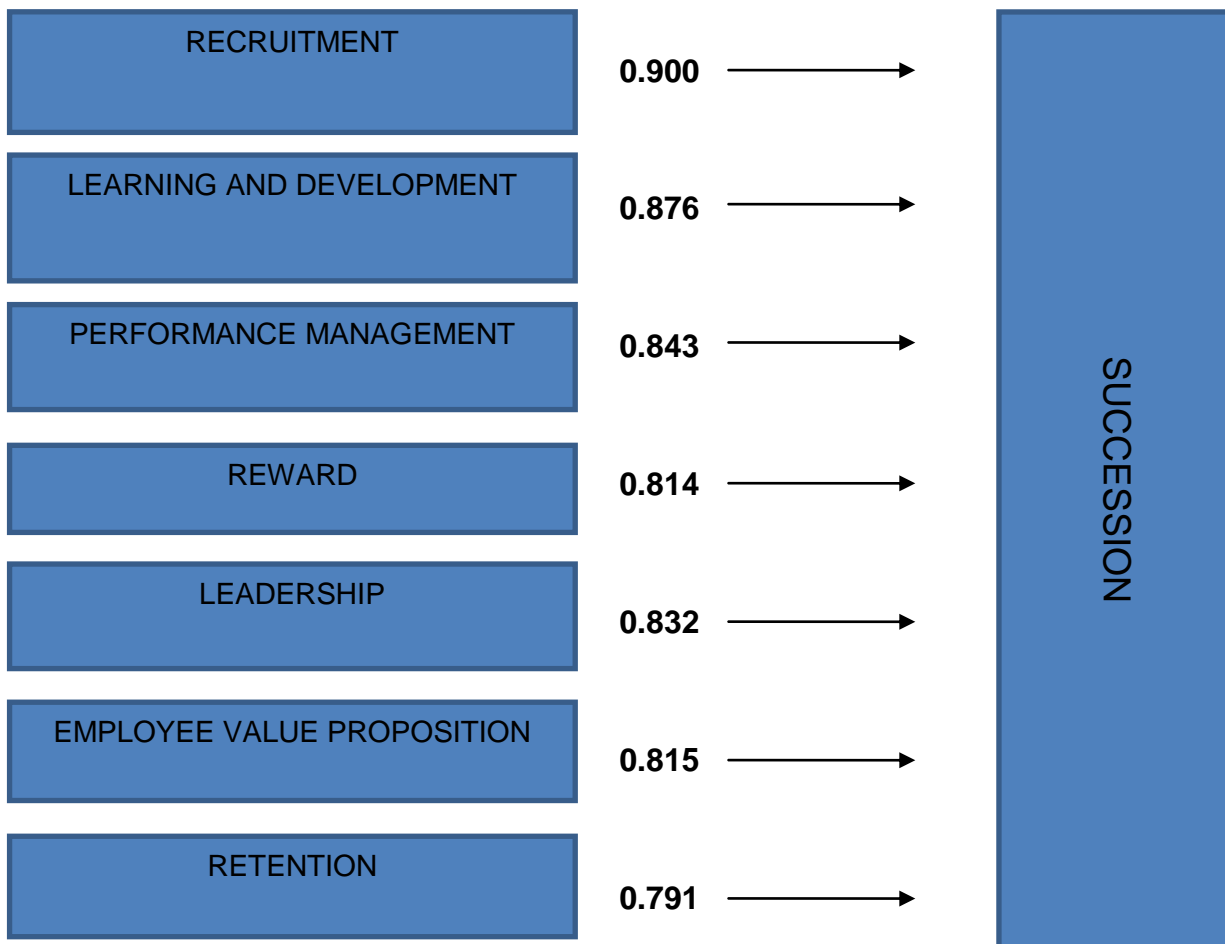 RECRUITMENT
0.900
LEARNING AND DEVELOPMENT
0.876
PERFORMANCE MANAGEMENT
0.843
REWARD
0.814
LEADERSHIP
0.832
EMPLOYEE VALUE PROPOSITION
0.815
RETENTION
0.791
SUCCESSION